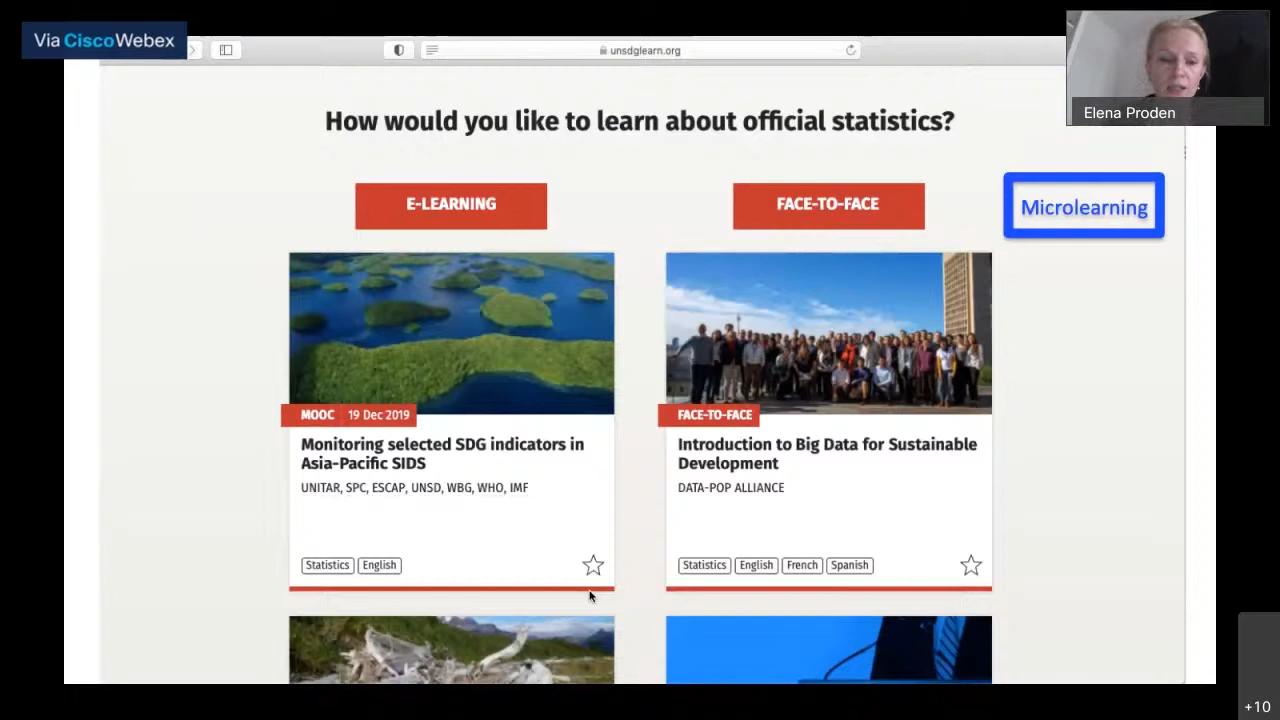 Via CiscoWebex
unsdglearn.org
Elena Proden
How would you like to learn about official statistics?
E-LEARNING
FACE-TO-FACE
Microlearning
MOOC 19 Dec 2019
Monitoring selected SDG indicators in
Asia-Pacific SIDS
UNITAR, SPC, ESCAP, UNSD, WBG, WHO, IMF
Statistics English
FACE-TO-FACE
Introduction to Big Data for Sustainable
Development
DATA-POP ALLIANCE
Statistics English French Spanish
+10